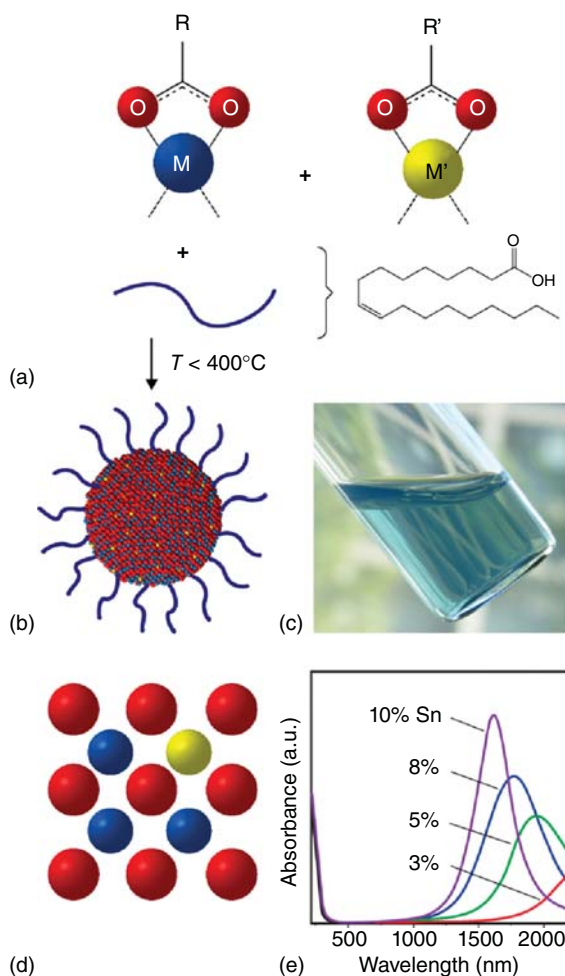 R
R’
O O
O O
M
M’
+
+
O
OH
(a)
T < 400°C
(b)
(c)
10% Sn
8%
5%
3%
Absorbance (a.u.)
500 1000 1500 2000
Wavelength (nm)
(d)
(e)